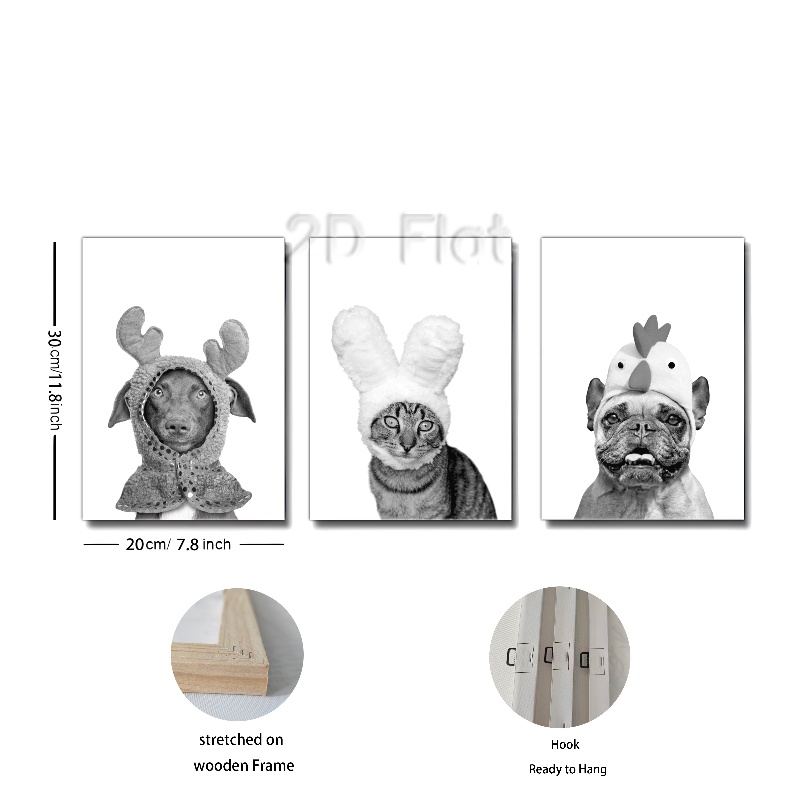 2D Flat
30cm/11.8inch
20cm/ 7.8 inch
stretched on
wooden Frame
Hook
Ready to Hang